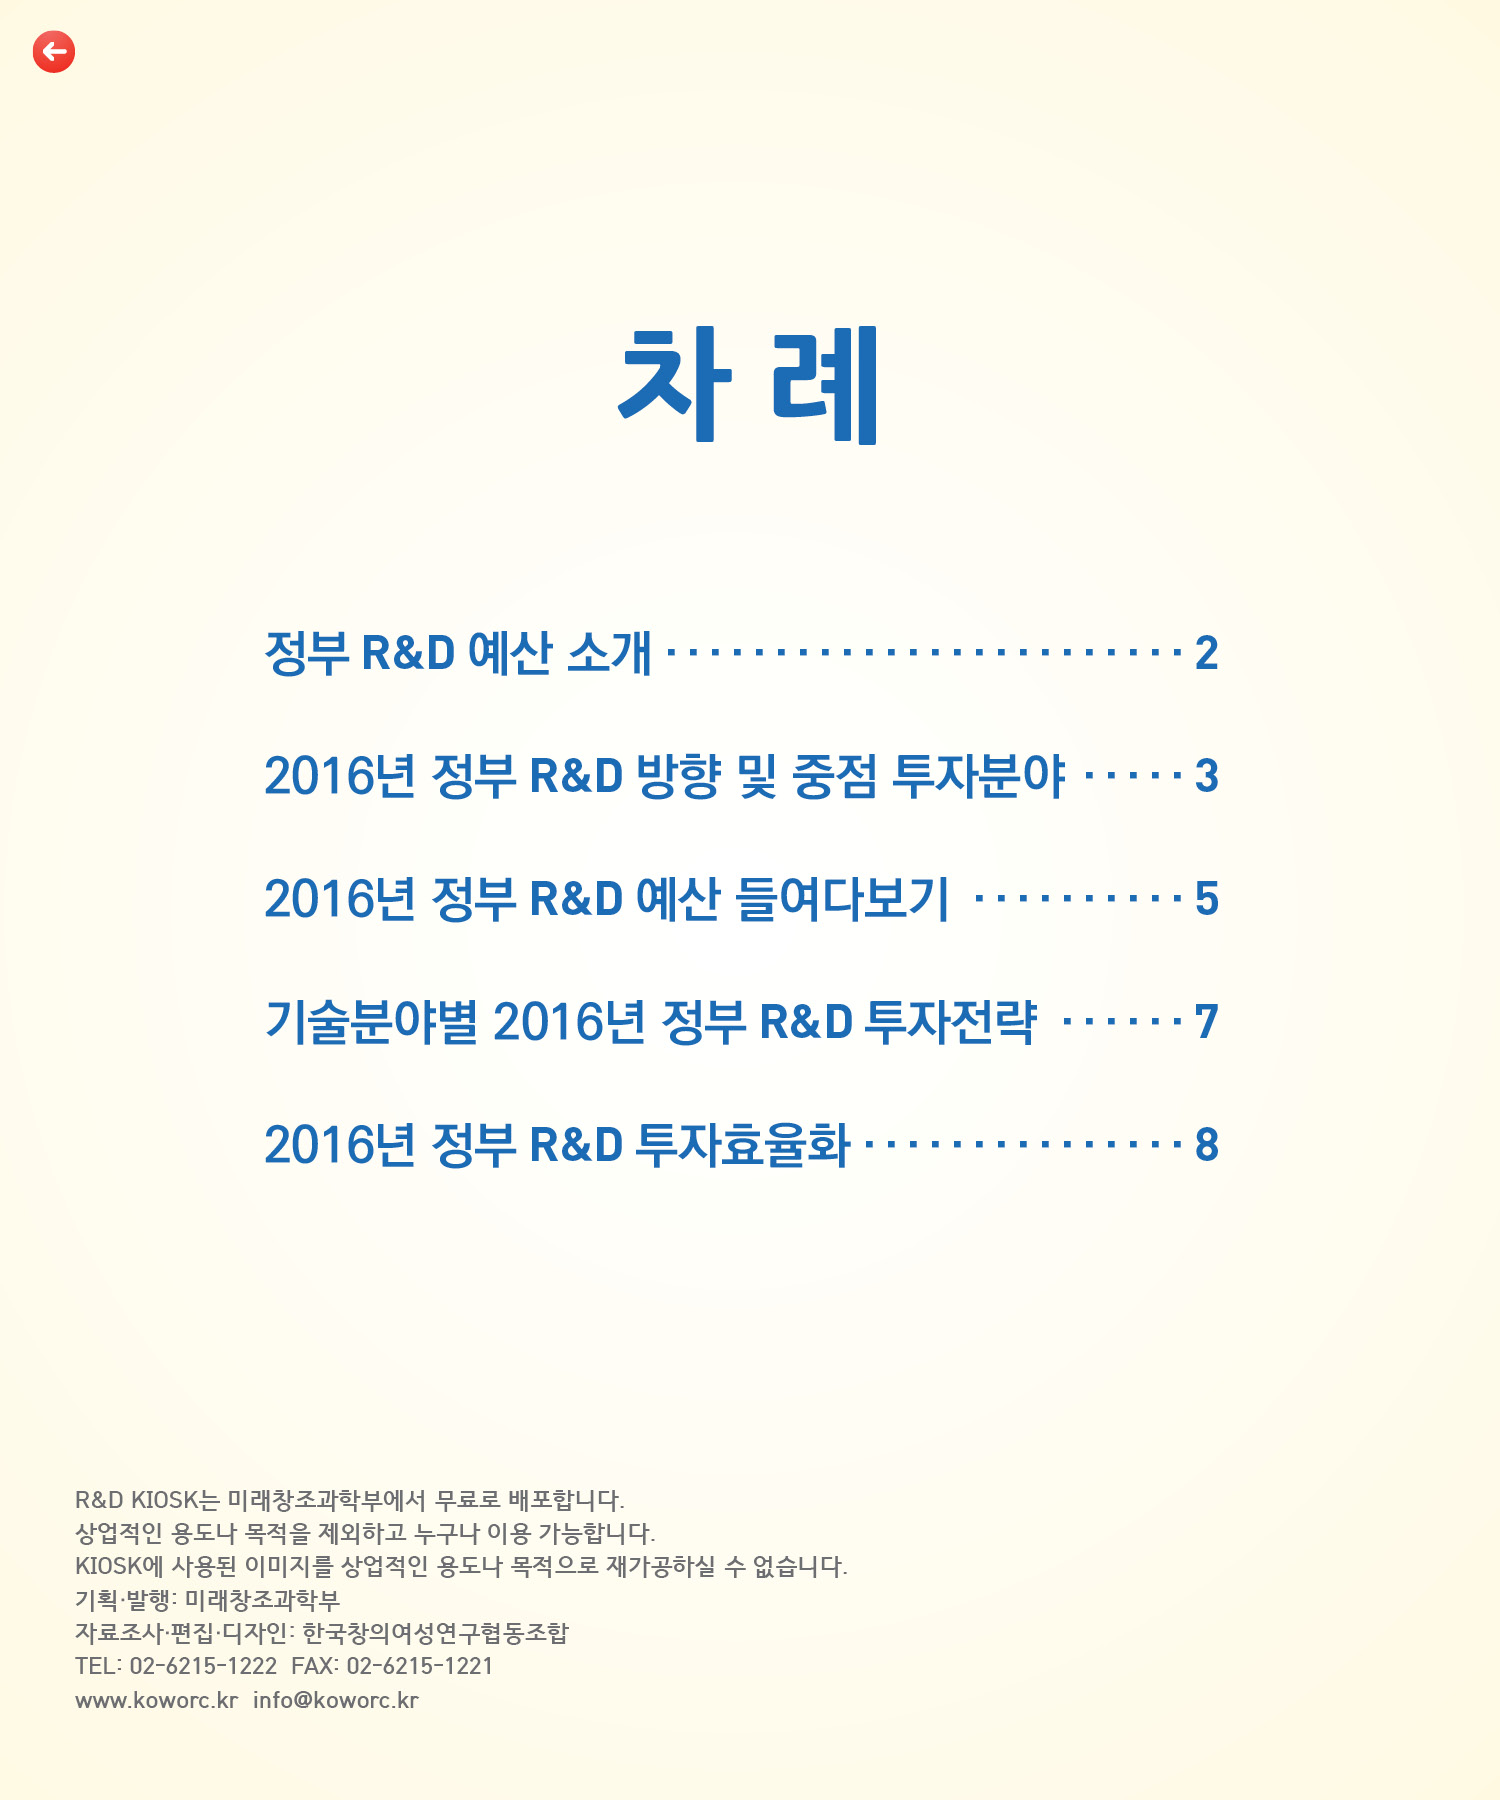 차 례
정부 R&D 예산 소개 ························ 2
2016년 정부 R&D 방향 및 중점 투자분야 ····· 3
2016년 정부 R&D 예산 들여다보기 ·········· 5
기술분야별 2016년 정부 R&D 투자전략 ······ 7
2016년 정부 R&D 투자효율화 ··············· 8
R&D KIOSK는 미래창조과학부에서 무료로 배포합니다.
상업적인 용도나 목적을 제외하고 누구나 이용 가능합니다.
KIOSK에 사용된 이미지를 상업적인 용도나 목적으로 재가공하실 수 없습니다.
기획·발행: 미래창조과학부
자료조사·편집·디자인: 한국창의여성연구협동조합
TEL: 02-6215-1222 FAX: 02-6215-1221
www.koworc.kr info@koworc.kr